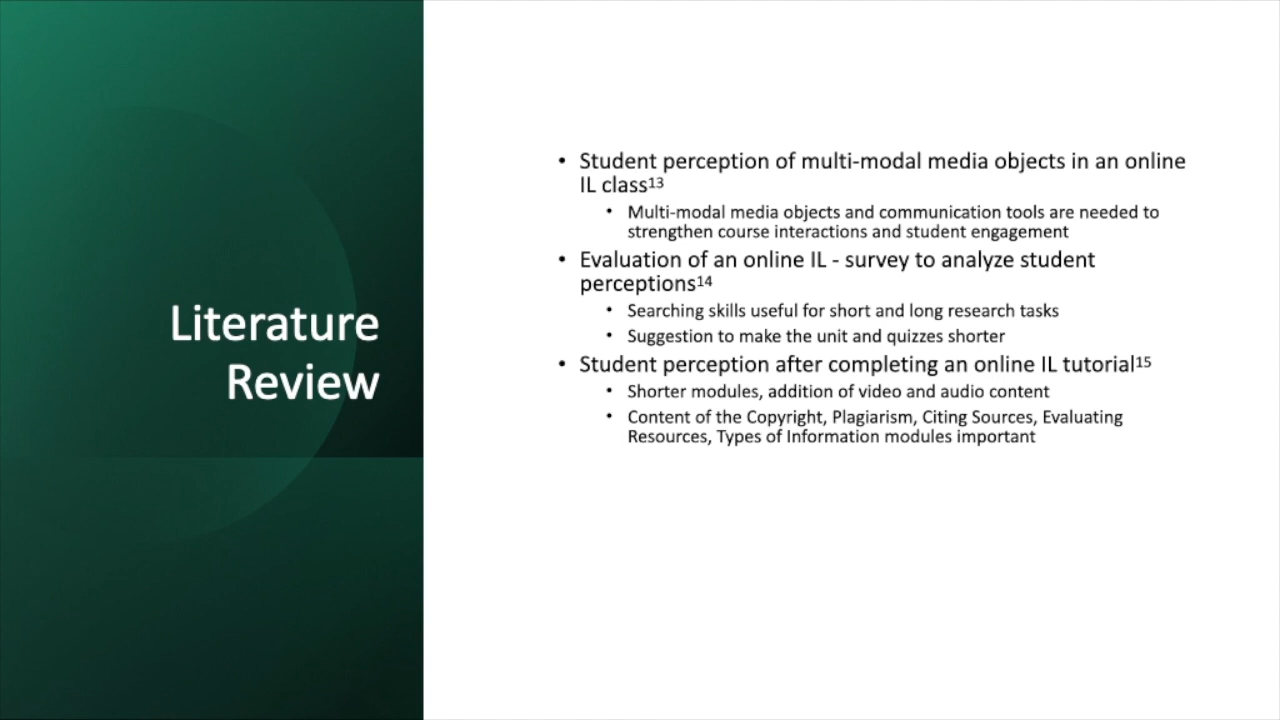 Literature
Review
• Student perception of multi-modal media objects in an online
IL class¹³
• Multi-modal media objects and communication tools are needed to
strengthen course interactions and student engagement
• Evaluation of an online IL - survey to analyze student
perceptions¹⁴
• Searching skills useful for short and long research tasks
• Suggestion to make the unit and quizzes shorter
• Student perception after completing an online IL tutorial¹⁵
• Shorter modules, addition of video and audio content
• Content of the Copyright, Plagiarism, Citing Sources, Evaluating
Resources, Types of Information modules important